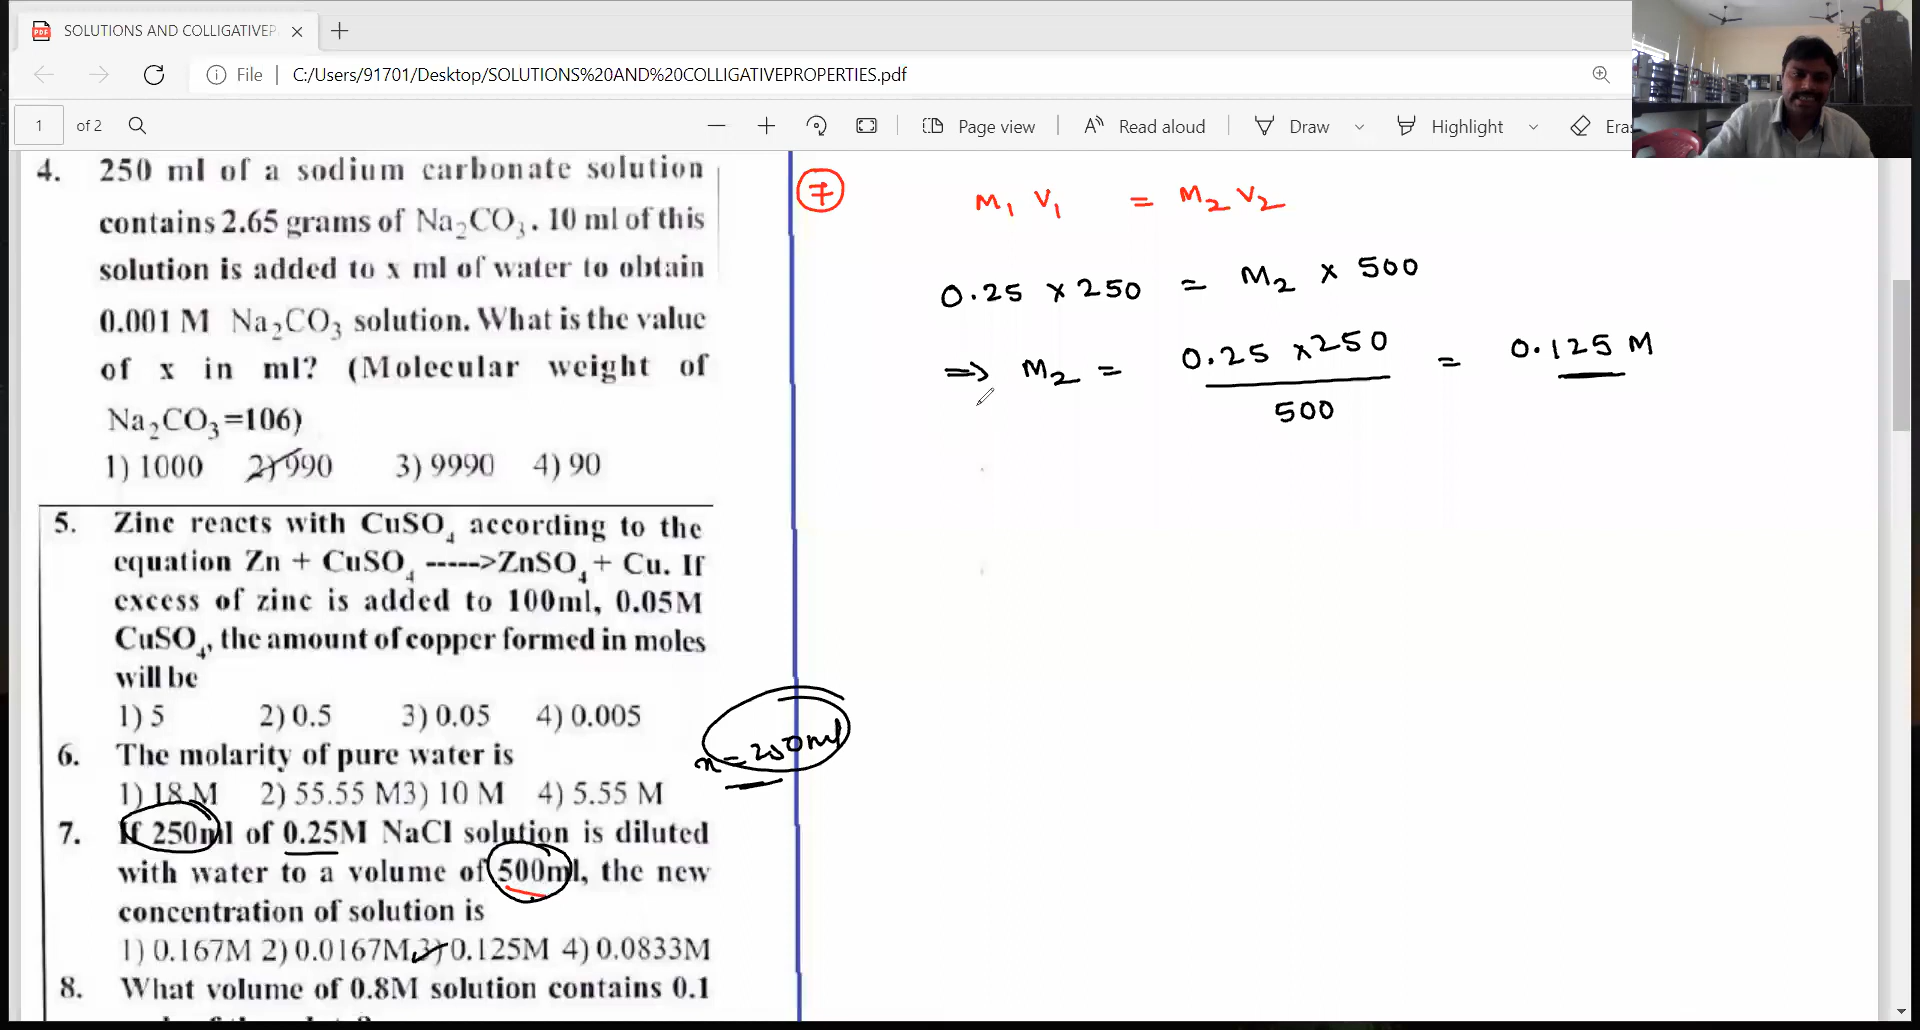 SOLUTIONS AND COLLIGATIVEP
File | C:/Users/91701/Desktop/SOLUTIONS%20AND%20COLLIGATIVEPROPERTIES.pdf
1 of 2 Page view Read aloud Draw Highlight Eras
4. 250 ml of a sodium carbonate solution
contains 2.65 grams of Na₂CO₃. 10 ml of this
solution is added to x ml of water to obtain
0.001 M Na₂CO₃ solution. What is the value
of x in ml? (Molecular weight of
Na₂CO₃=106)
1) 1000 2) 990 3) 9990 4) 90
5. Zinc reacts with CuSO₄ according to the
equation Zn + CuSO₄ ----->ZnSO₄+ Cu. If
excess of zinc is added to 100ml, 0.05M
CuSO₄, the amount of copper formed in moles
will be
1) 5 2) 0.5 3) 0.05 4) 0.005
6. The molarity of pure water is
1) 18 M 2) 55.55 M3) 10 M 4) 5.55 M
7. If 250ml of 0.25M NaCl solution is diluted
with water to a volume of 500ml, the new
concentration of solution is
1) 0.167M 2) 0.0167M 3) 0.125M 4) 0.0833M
8. What volume of 0.8M solution contains 0.1
7 M₁ V₁ = M₂ V₂
0.25 × 250 = M₂ × 500
⇒ M₂ = 0.25 × 250 = 0.125 M
500